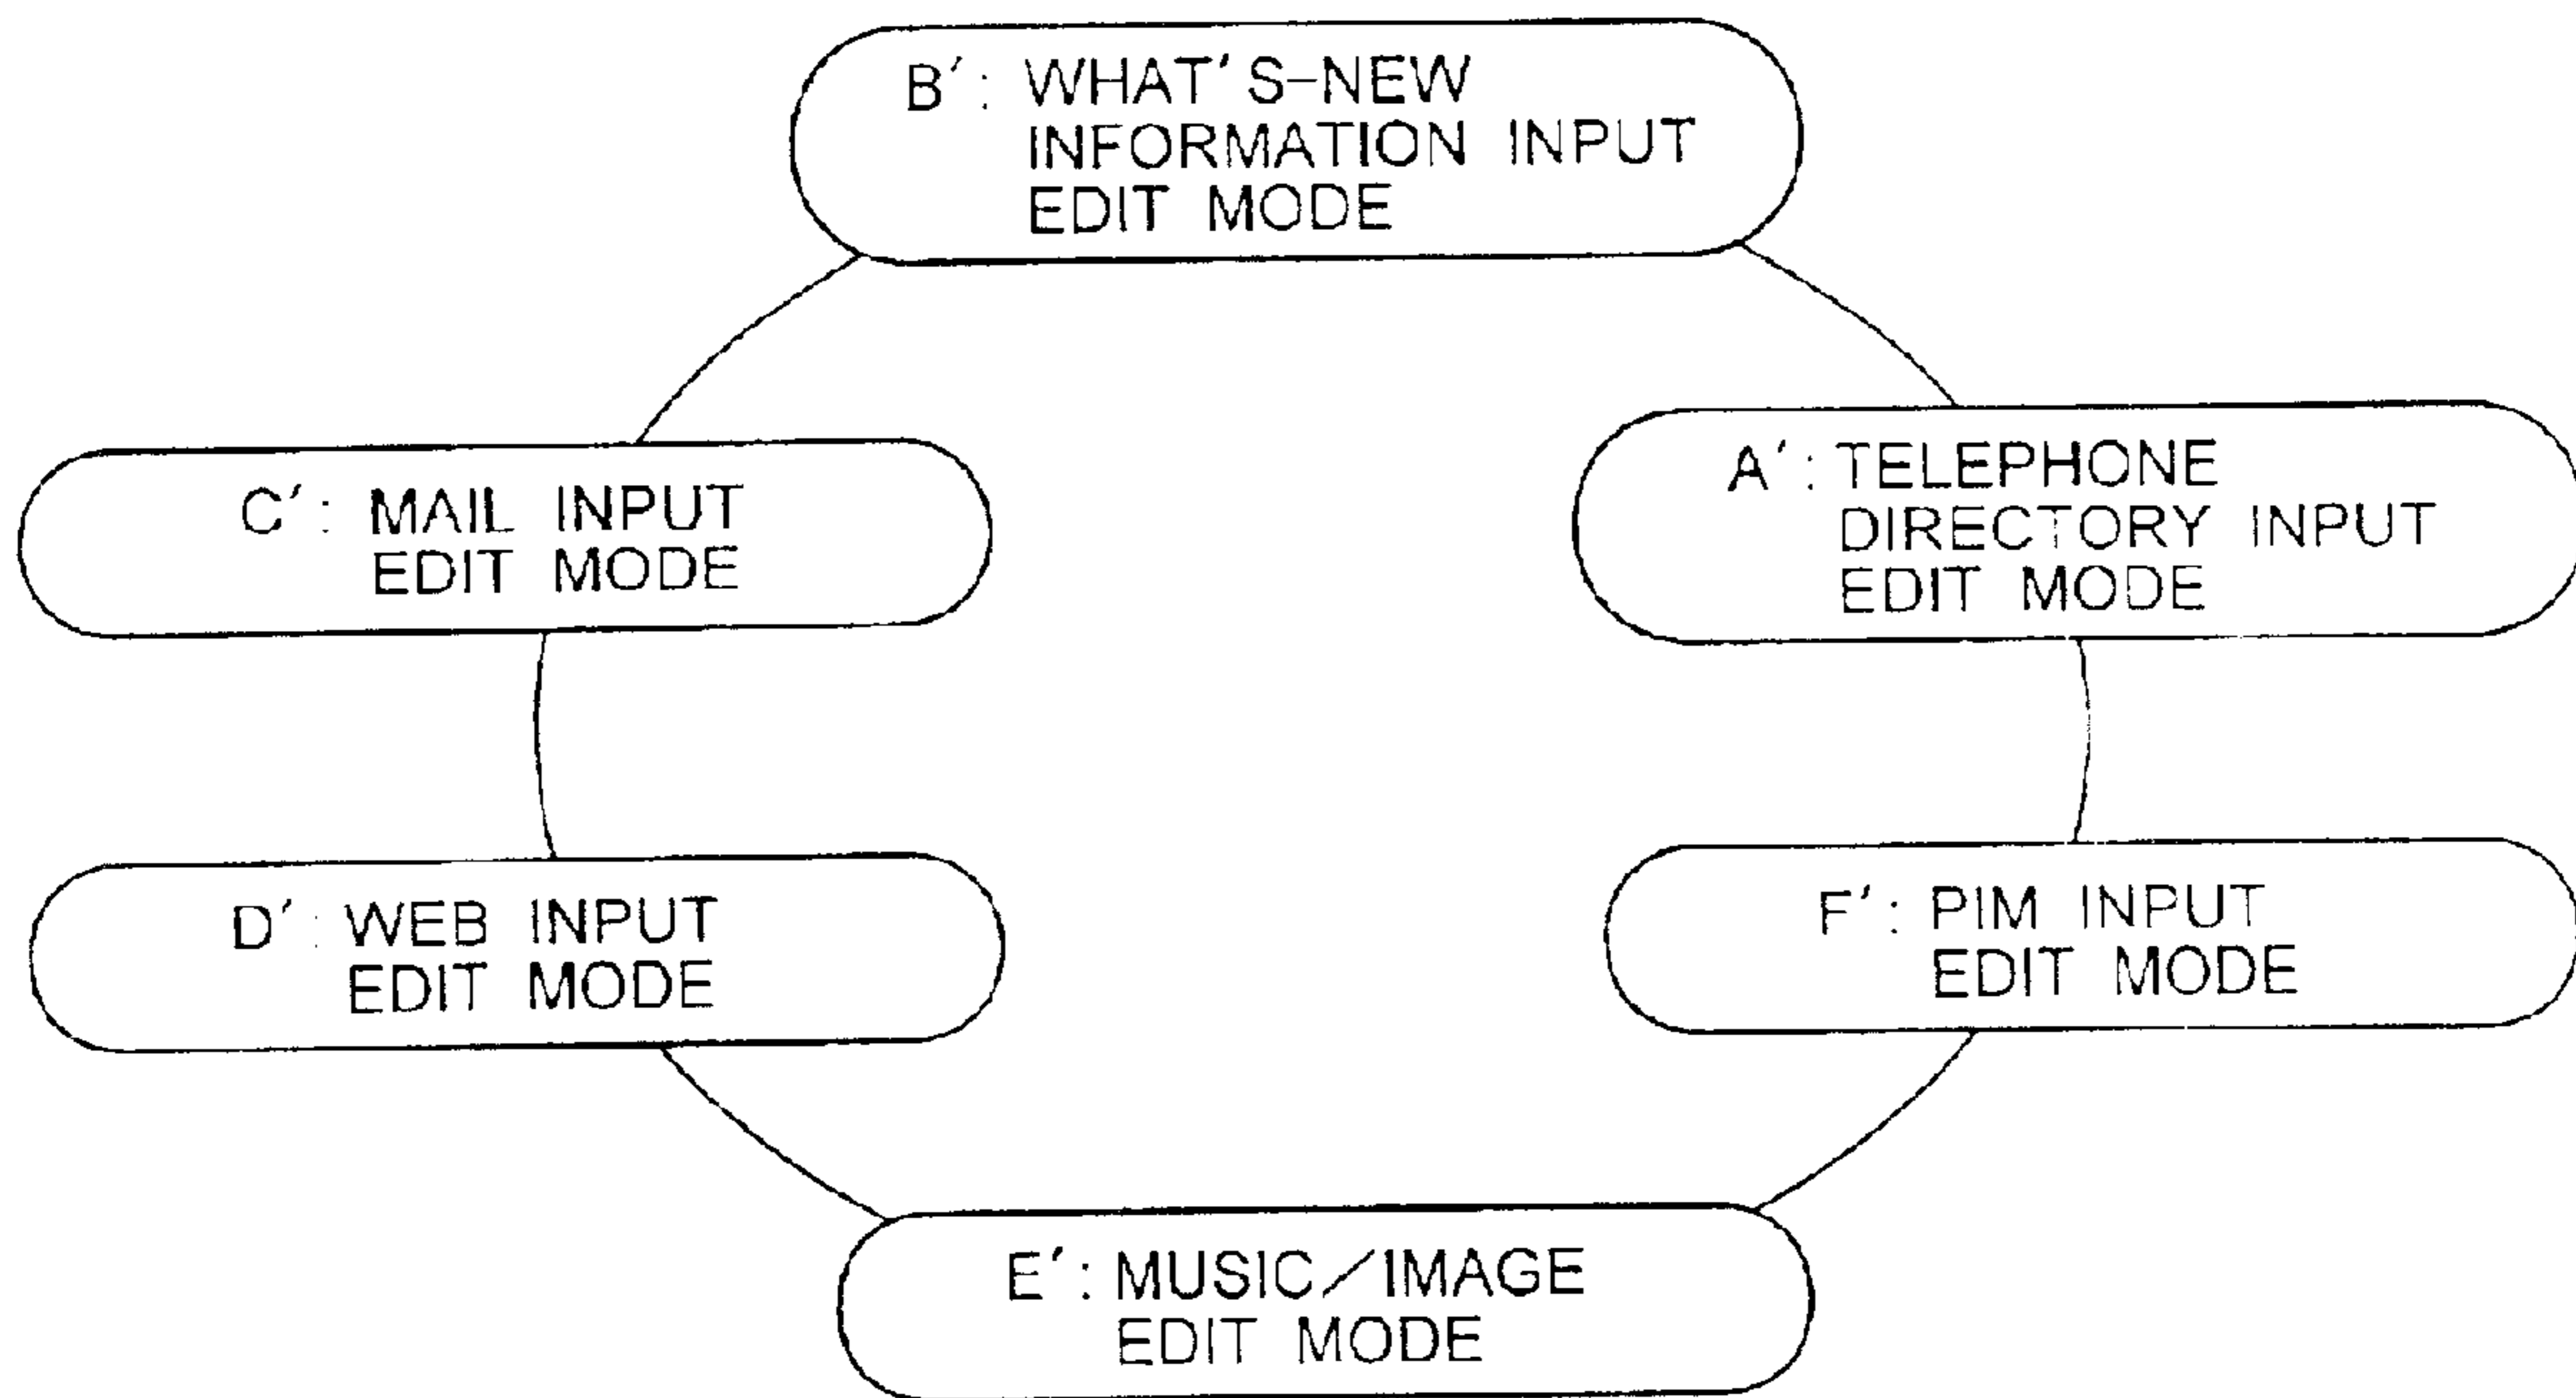 B′: WHAT'S-NEW
INFORMATION INPUT
EDIT MODE
A′: TELEPHONE
DIRECTORY INPUT
EDIT MODE
C′: MAIL INPUT
EDIT MODE
D′: WEB INPUT
EDIT MODE
F′: PIM INPUT
EDIT MODE
E′: MUSIC/IMAGE
EDIT MODE